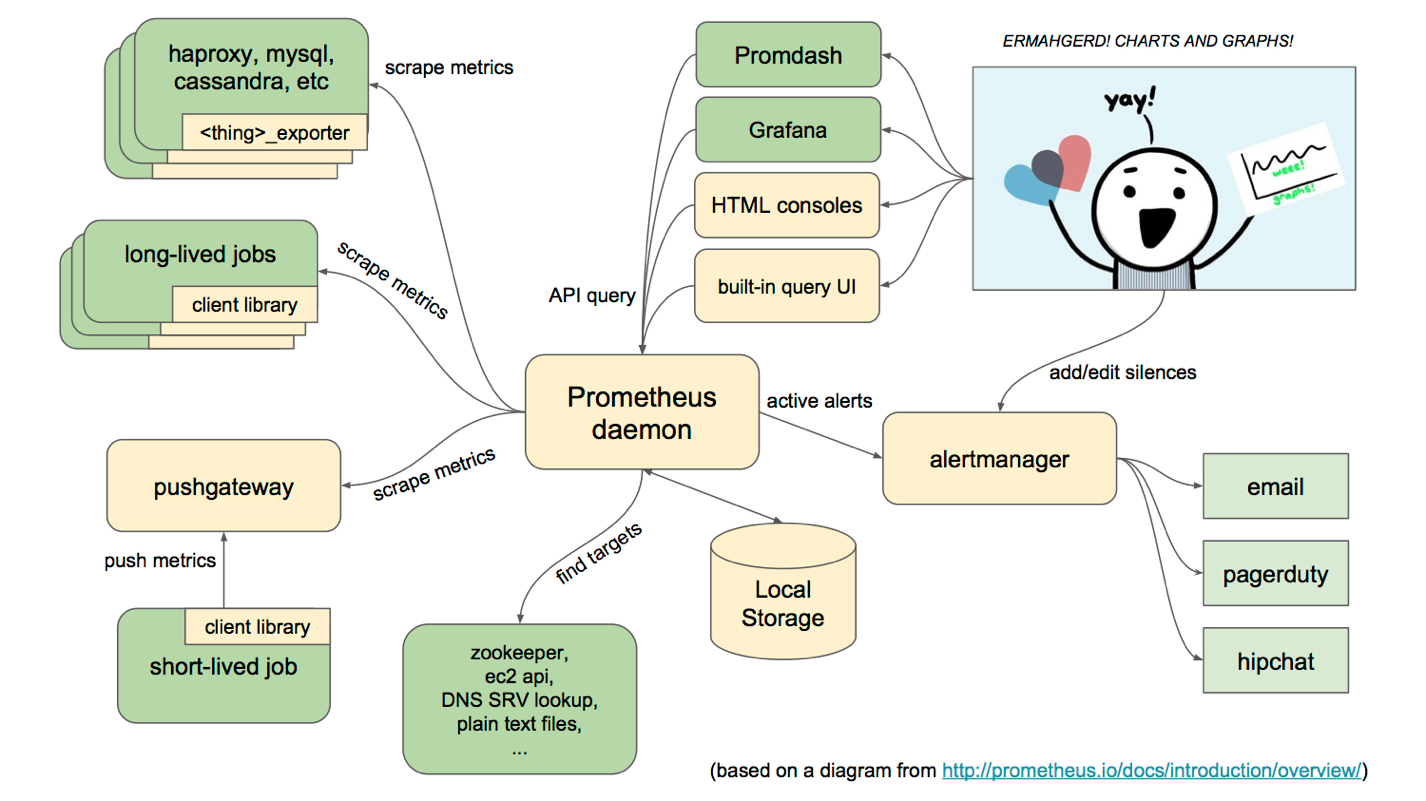 haproxy, mysql,
cassandra, etc
<thing>_exporter
scrape metrics
long-lived jobs
client library
scrape metrics
pushgateway
scrape metrics
push metrics
client library
short-lived job
Promdash
Grafana
HTML consoles
built-in query UI
API query
Prometheus
daemon
active alerts
find targets
zookeeper,
ec2 api,
DNS SRV lookup,
plain text files,
...
Local
Storage
ERMAHGERD! CHARTS AND GRAPHS!
yay!
weee!
graphs!
add/edit silences
alertmanager
email
pagerduty
hipchat
(based on a diagram from http://prometheus.io/docs/introduction/overview/)